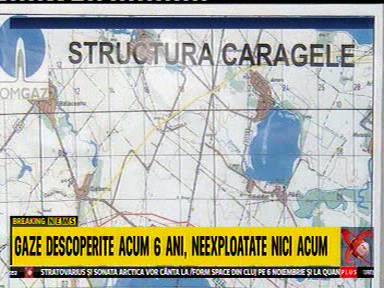 STRUCTURA CARAGELE
OMGAZ
BREAKING NEWS
GAZE DESCOPERITE ACUM 6 ANI, NEEXPLOATATE NICI ACUM
STRATOVARIUS ȘI SONATA ARCTICA VOR CÂNTA LA /FORM SPACE DIN CLUJ PE 6 NOIEMBRIE ȘI LA QUAN
PLUS